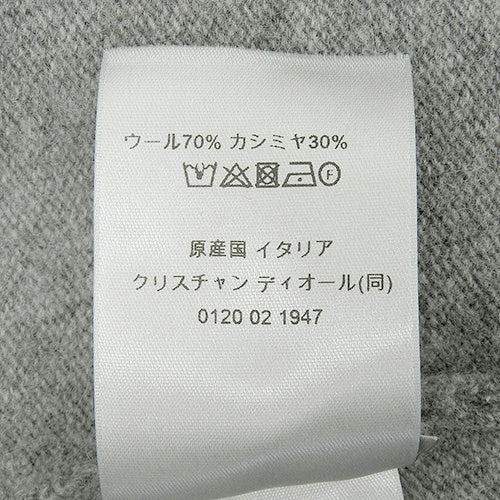 ウール70% カシミヤ30%
F
原産国 イタリア
クリスチャン ディオール(同)
0120 02 1947